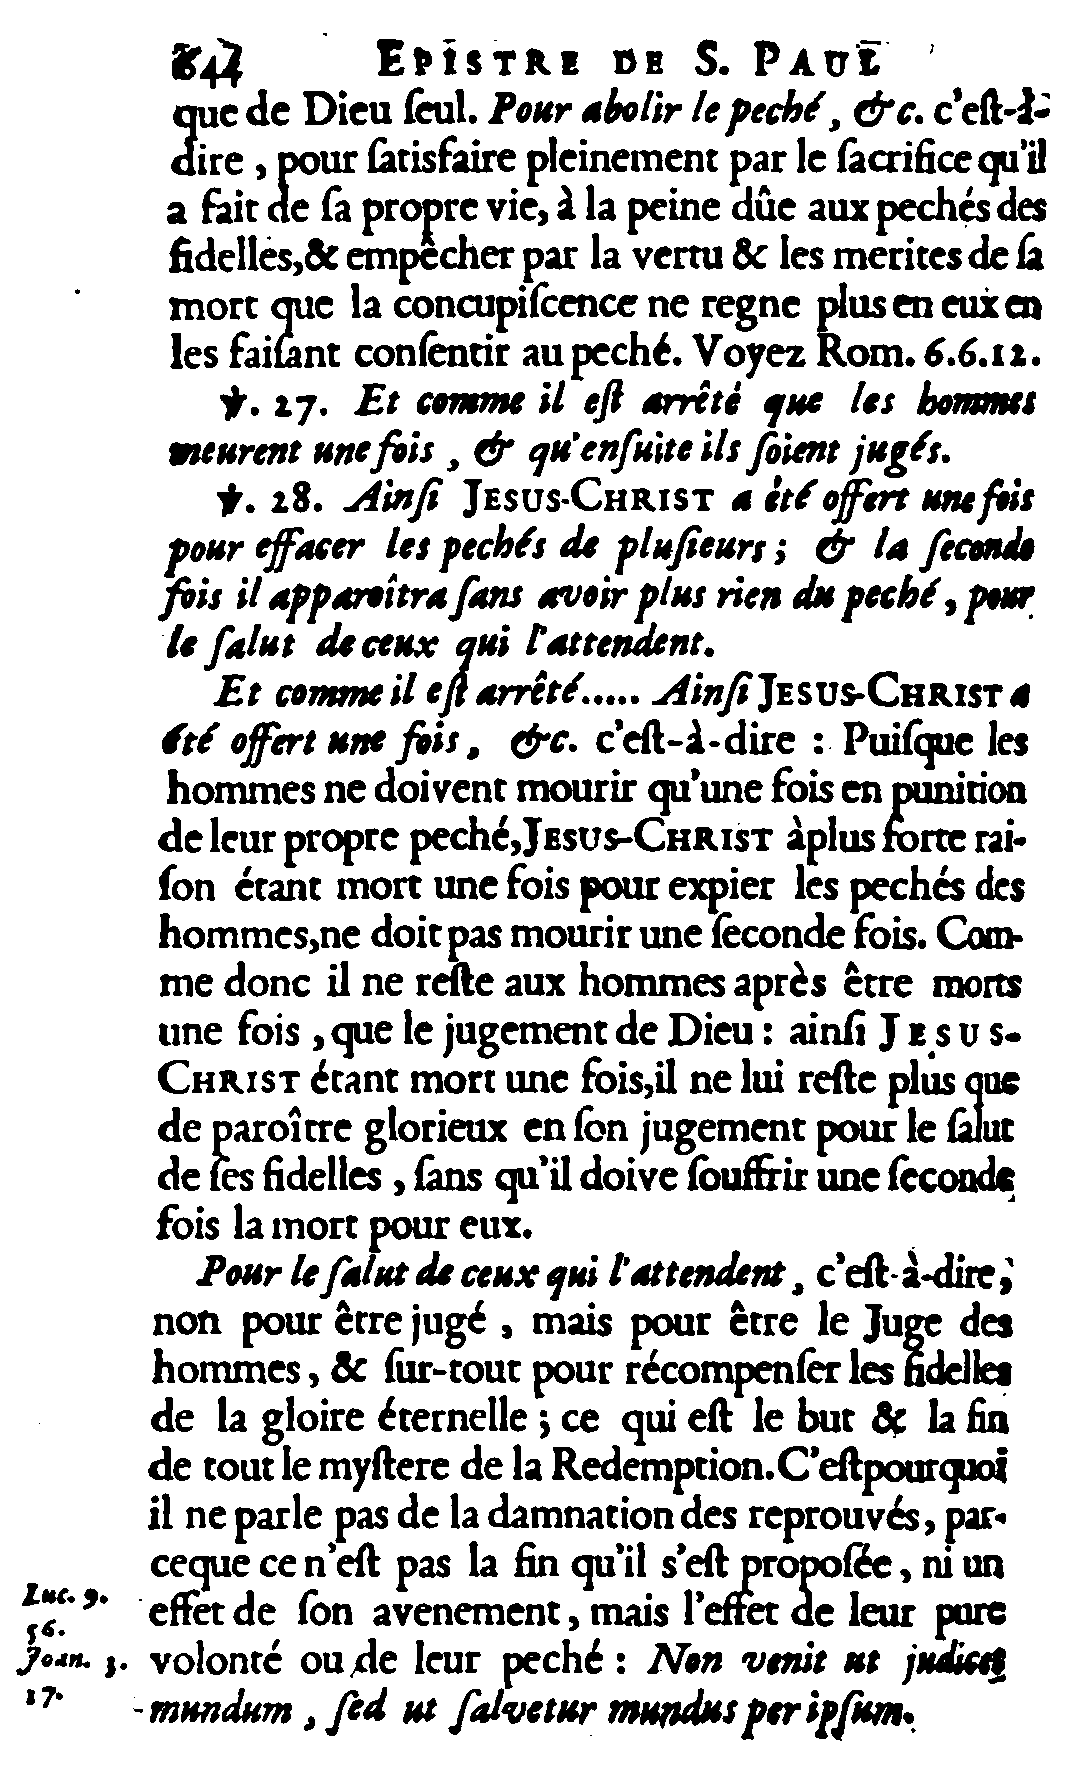 644 EPISTRE DE S. PAUL
que de Dieu ſeul. Pour abolir le peché, &c. c'eſt-à-
dire, pour ſatisfaire pleinement par le ſacrifice qu'il
a fait de ſa propre vie, à la peine dûe aux pechés des
fidelles, & empêcher par la vertu & les merites de ſa
mort que la concupiſcence ne regne plus en eux en
les faiſant conſentir au peché. Voyez Rom. 6.6.12.
℣. 27. Et comme il eſt arrêté que les hommes
meurent une fois, & qu'enſuite ils ſoient jugés.
℣. 28. Ainſi JESUS-CHRIST a été offert une fois
pour effacer les pechés de pluſieurs; & la ſeconde
fois il apparoîtra ſans avoir plus rien du peché, pour
le ſalut de ceux qui l'attendent.
Et comme il eſt arrêté..... Ainſi JESUS-CHRIST a
été offert une fois, &c. c'eſt-à-dire : Puiſque les
hommes ne doivent mourir qu'une fois en punition
de leur propre peché, JESUS-CHRIST à plus forte rai-
ſon étant mort une fois pour expier les pechés des
hommes, ne doit pas mourir une ſeconde fois. Com-
me donc il ne reſte aux hommes après être morts
une fois, que le jugement de Dieu : ainſi JESUS-
CHRIST étant mort une fois, il ne lui reſte plus que
de paroître glorieux en ſon jugement pour le ſalut
de ſes fidelles, ſans qu'il doive ſouffrir une ſeconde
fois la mort pour eux.
Pour le ſalut de ceux qui l'attendent, c'eſt-à-dire,
non pour être jugé, mais pour être le Juge des
hommes, & ſur-tout pour récompenſer les fidelles
de la gloire éternelle; ce qui eſt le but & la fin
de tout le myſtere de la Redemption. C'eſtpourquoi
il ne parle pas de la damnation des reprouvés, par-
ceque ce n'eſt pas la fin qu'il s'eſt propoſée, ni un
effet de ſon avenement, mais l'effet de leur pure
volonté ou de leur peché : Non venit ut judicet
mundum, ſed ut ſalvetur mundus per ipſum.
Luc. 9.
56.
Joan. 3.
17.